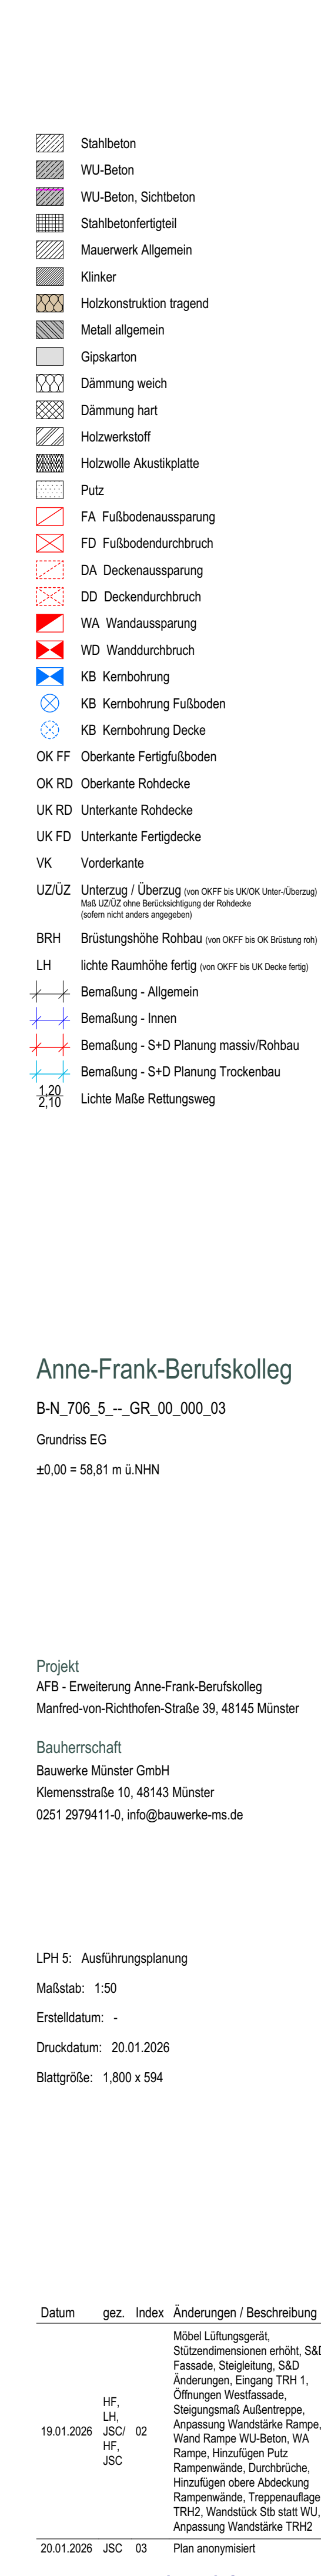 Stahlbeton
WU-Beton
WU-Beton, Sichtbeton
Stahlbetonfertigteil
Mauerwerk Allgemein
Klinker
Holzkonstruktion tragend
Metall allgemein
Gipskarton
Dämmung weich
Dämmung hart
Holzwerkstoff
Holzwolle Akustikplatte
Putz
FA Fußbodenaussparung
FD Fußbodendurchbruch
DA Deckenaussparung
DD Deckendurchbruch
WA Wandaussparung
WD Wanddurchbruch
KB Kernbohrung
KB Kernbohrung Fußboden
KB Kernbohrung Decke
OK FF Oberkante Fertigfußboden
OK RD Oberkante Rohdecke
UK RD Unterkante Rohdecke
UK FD Unterkante Fertigdecke
VK Vorderkante
UZ/ÜZ Unterzug / Überzug (von OKFF bis UK/OK Unter-/Überzug)
Maß UZ/ÜZ ohne Berücksichtigung der Rohdecke
(sofern nicht anders angegeben)
BRH Brüstungshöhe Rohbau (von OKFF bis OK Brüstung roh)
LH lichte Raumhöhe fertig (von OKFF bis UK Decke fertig)
Bemaßung - Allgemein
Bemaßung - Innen
Bemaßung - S+D Planung massiv/Rohbau
Bemaßung - S+D Planung Trockenbau
1,20
2,10 Lichte Maße Rettungsweg
Anne-Frank-Berufskolleg
B-N_706_5_--_GR_00_000_03
Grundriss EG
±0,00 = 58,81 m ü.NHN
Projekt
AFB - Erweiterung Anne-Frank-Berufskolleg
Manfred-von-Richthofen-Straße 39, 48145 Münster
Bauherrschaft
Bauwerke Münster GmbH
Klemensstraße 10, 48143 Münster
0251 2979411-0, info@bauwerke-ms.de
LPH 5: Ausführungsplanung
Maßstab: 1:50
Erstelldatum: -
Druckdatum: 20.01.2026
Blattgröße: 1,800 x 594
Datum gez. Index Änderungen / Beschreibung
19.01.2026
HF,
LH,
JSC/
HF,
JSC
02
Möbel Lüftungsgerät,
Stützendimensionen erhöht, S&D
Fassade, Steigleitung, S&D
Änderungen, Eingang TRH 1,
Öffnungen Westfassade,
Steigungsmaß Außentreppe,
Anpassung Wandstärke Rampe,
Wand Rampe WU-Beton, WA
Rampe, Hinzufügen Putz
Rampenwände, Durchbrüche,
Hinzufügen obere Abdeckung
Rampenwände, Treppenauflager
TRH2, Wandstück Stb statt WU,
Anpassung Wandstärke TRH2
20.01.2026 JSC 03 Plan anonymisiert